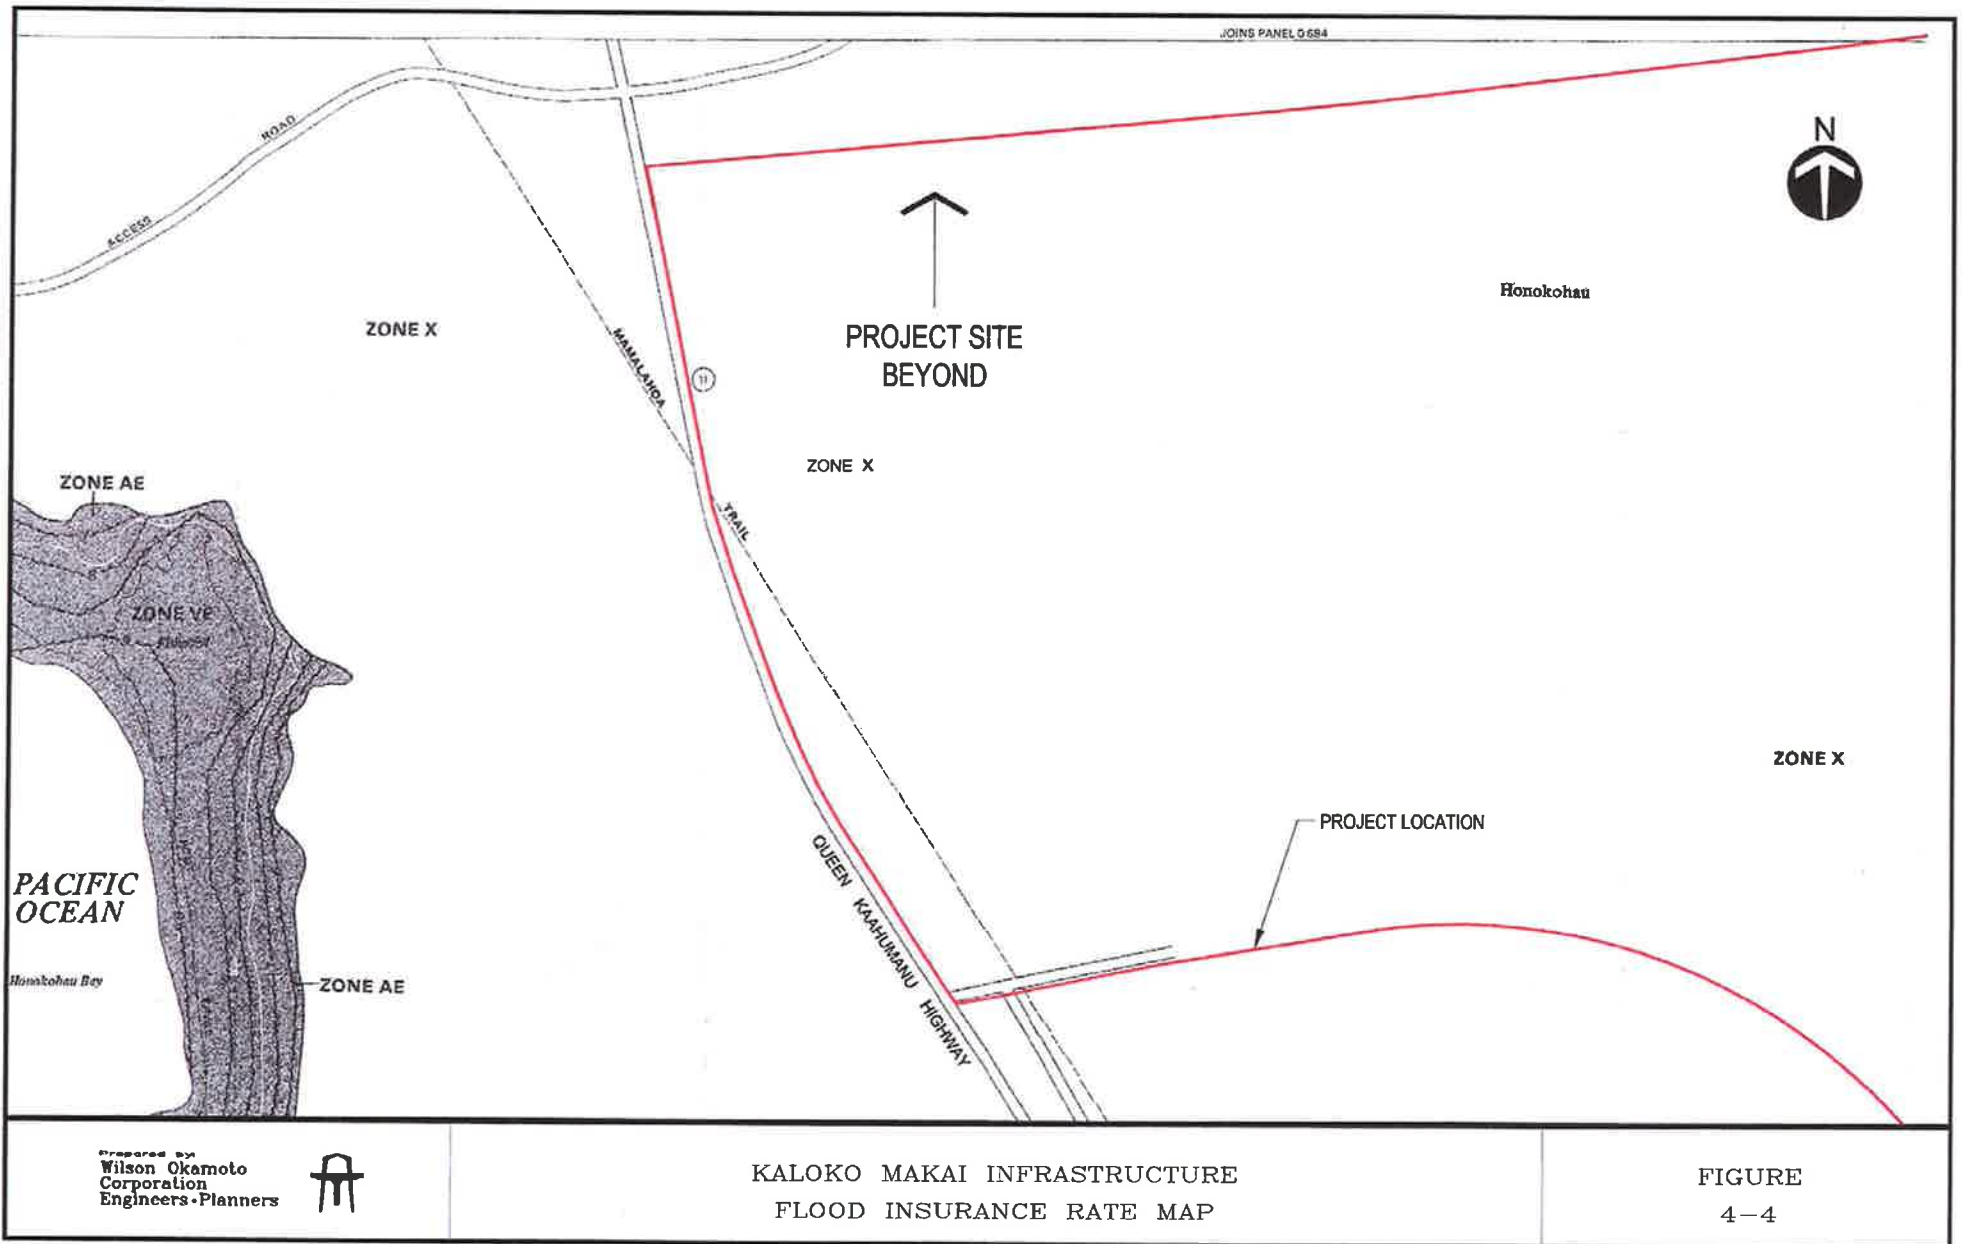 JOINS PANEL 0684
N
ROAD
ACCESS
Honokohau
ZONE X
PROJECT SITE
BEYOND
MAMALAHOA
11
ZONE X
ZONE AE
TRAIL
ZONE VE
ZONE X
PROJECT LOCATION
QUEEN KAAHUMANU HIGHWAY
PACIFIC
OCEAN
Honokohau Bay
ZONE AE
Prepared by:
Wilson Okamoto
Corporation
Engineers•Planners
KALOKO MAKAI INFRASTRUCTURE
FLOOD INSURANCE RATE MAP
FIGURE
4-4